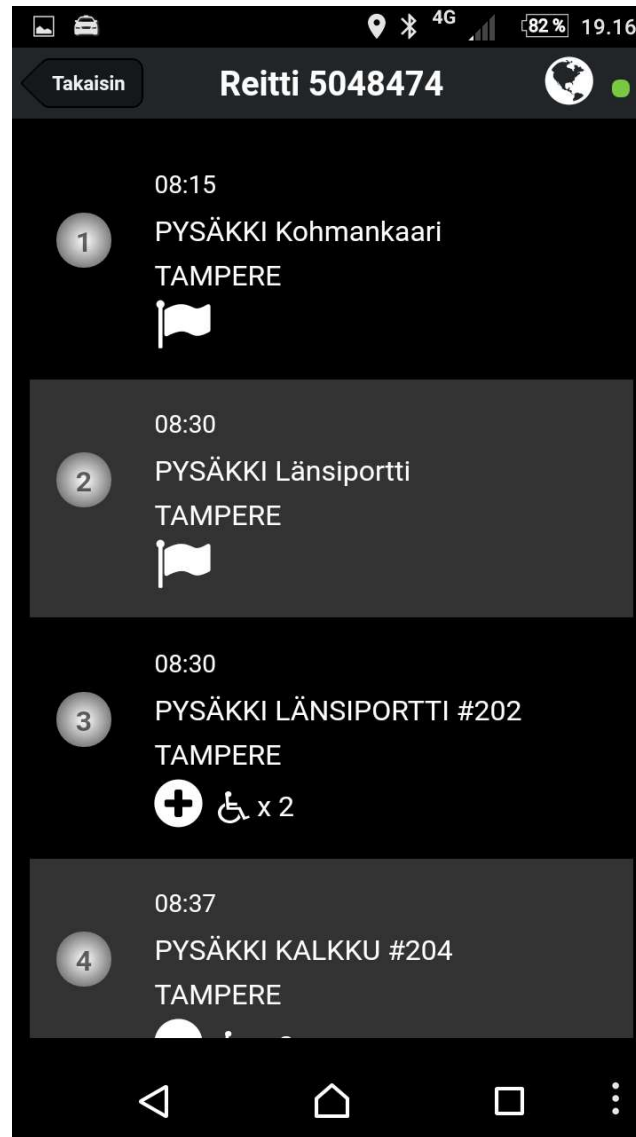 4G 82% 19.16
Takaisin Reitti 5048474
08:15
1 PYSÄKKI Kohmankaari
TAMPERE
08:30
2 PYSÄKKI Länsiportti
TAMPERE
08:30
3 PYSÄKKI LÄNSIPORTTI #202
TAMPERE
x 2
08:37
4 PYSÄKKI KALKKU #204
TAMPERE